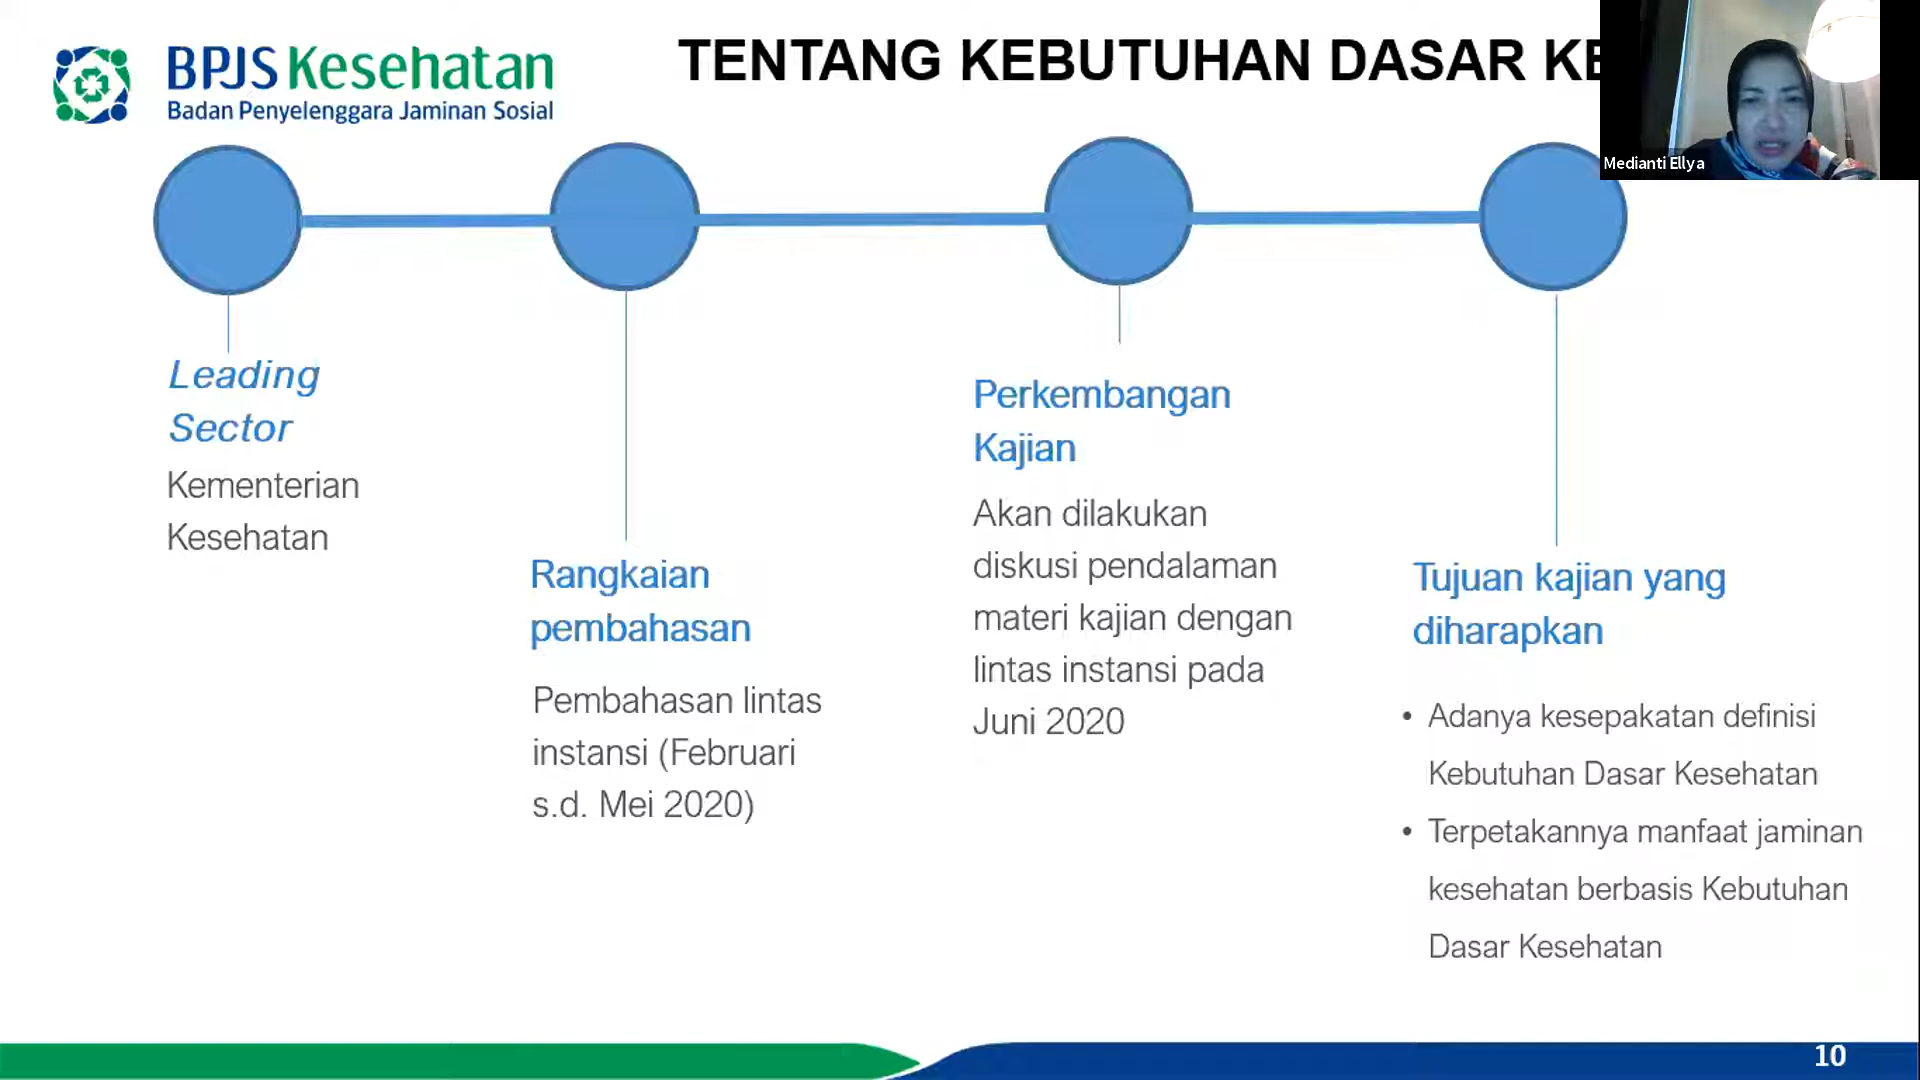 BPJS Kesehatan
Badan Penyelenggara Jaminan Sosial
TENTANG KEBUTUHAN DASAR
Medianti Ellya
Leading
Sector
Kementerian
Kesehatan
Rangkaian
pembahasan
Pembahasan lintas
instansi (Februari
s.d. Mei 2020)
Perkembangan
Kajian
Akan dilakukan
diskusi pendalaman
materi kajian dengan
lintas instansi pada
Juni 2020
Tujuan kajian yang
diharapkan
• Adanya kesepakatan definisi
Kebutuhan Dasar Kesehatan
• Terpetakannya manfaat jaminan
kesehatan berbasis Kebutuhan
Dasar Kesehatan
10